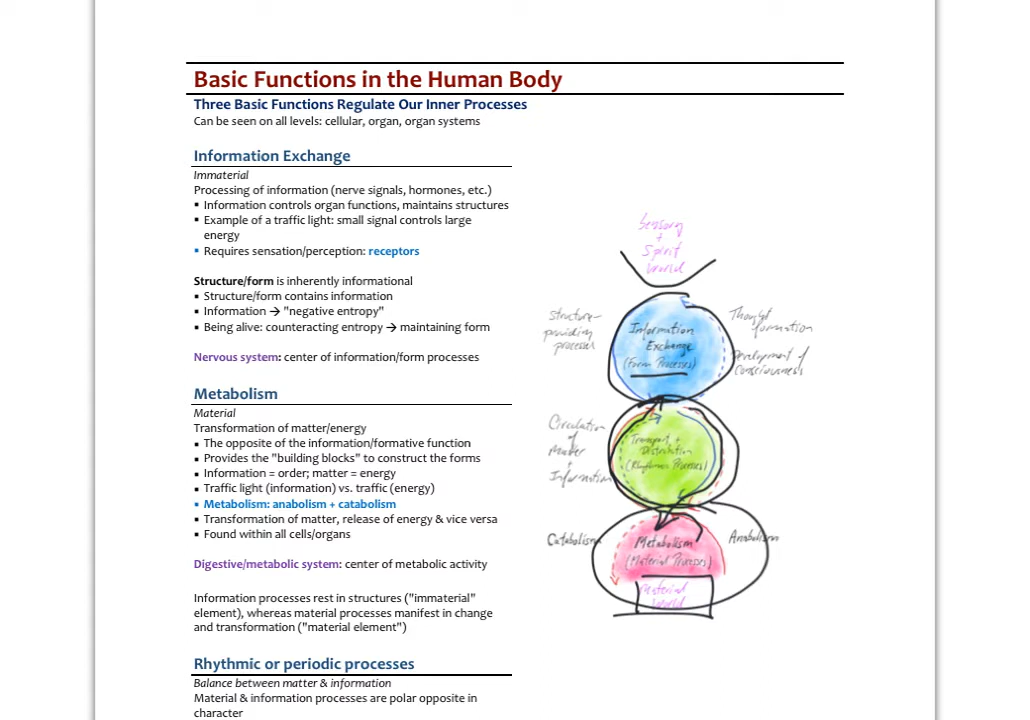 Basic Functions in the Human Body
Three Basic Functions Regulate Our Inner Processes
Can be seen on all levels: cellular, organ, organ systems
Information Exchange
Immaterial
Processing of information (nerve signals, hormones, etc.)
▪ Information controls organ functions, maintains structures
▪ Example of a traffic light: small signal controls large
energy
▪ Requires sensation/perception: receptors
Structure/form is inherently informational
▪ Structure/form contains information
▪ Information → "negative entropy"
▪ Being alive: counteracting entropy → maintaining form
Nervous system: center of information/form processes
Metabolism
Material
Transformation of matter/energy
▪ The opposite of the information/formative function
▪ Provides the "building blocks" to construct the forms
▪ Information = order; matter = energy
▪ Traffic light (information) vs. traffic (energy)
▪ Metabolism: anabolism + catabolism
▪ Transformation of matter, release of energy & vice versa
▪ Found within all cells/organs
Digestive/metabolic system: center of metabolic activity
Information processes rest in structures ("immaterial"
element), whereas material processes manifest in change
and transformation ("material element")
Rhythmic or periodic processes
Balance between matter & information
Material & information processes are polar opposite in
character
Sensory
+
Spirit
World
Structure-
providing
processes
Information
Exchange
(Form Processes)
Thought
formation
Development of
Consciousness
Circulation
of
Matter
+
Information
Transport +
Distribution
(Rhythmic Processes)
Catabolism
Metabolism
(Material Processes)
Anabolism
Material
World